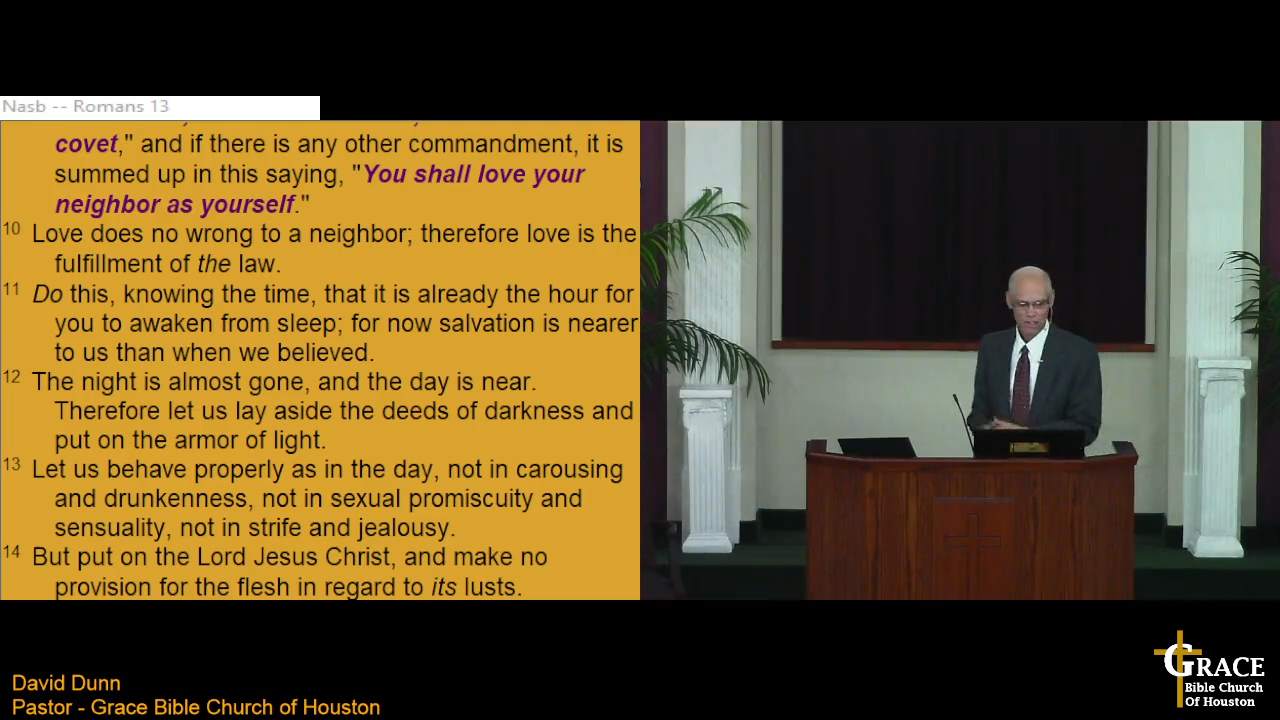 Nasb -- Romans 13
covet," and if there is any other commandment, it is
summed up in this saying, "You shall love your
neighbor as yourself."
10 Love does no wrong to a neighbor; therefore love is the
fulfillment of the law.
11 Do this, knowing the time, that it is already the hour for
you to awaken from sleep; for now salvation is nearer
to us than when we believed.
12 The night is almost gone, and the day is near.
Therefore let us lay aside the deeds of darkness and
put on the armor of light.
13 Let us behave properly as in the day, not in carousing
and drunkenness, not in sexual promiscuity and
sensuality, not in strife and jealousy.
14 But put on the Lord Jesus Christ, and make no
provision for the flesh in regard to its lusts.
David Dunn
Pastor - Grace Bible Church of Houston
GRACE
Bible Church
Of Houston